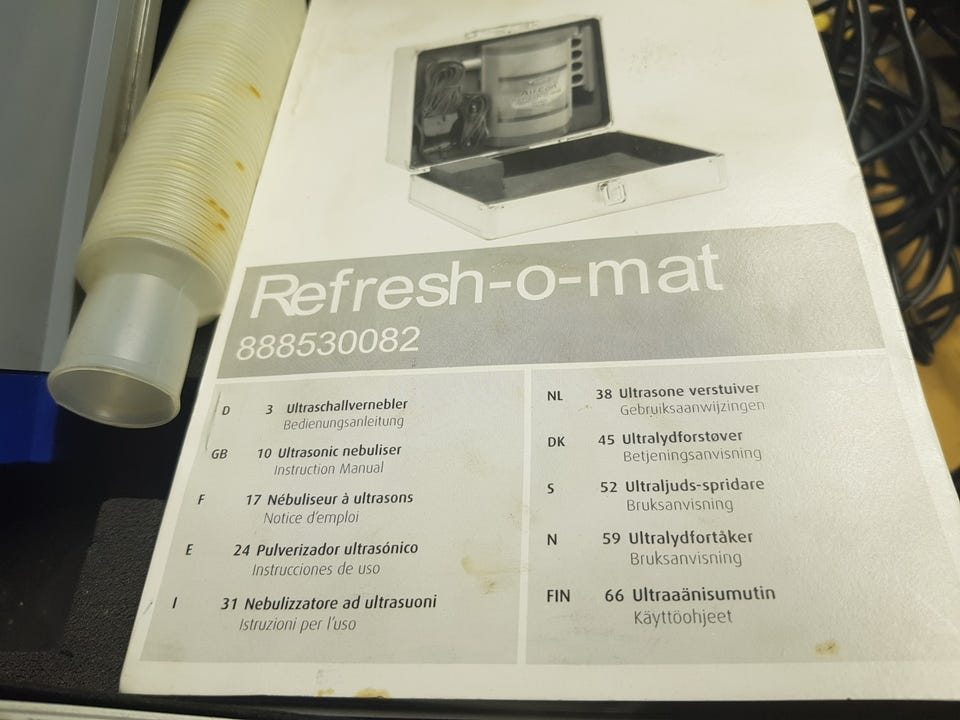 Aircon
Refresh-o-mat
888530082
D 3 Ultraschallvernebler
Bedienungsanleitung
GB 10 Ultrasonic nebuliser
Instruction Manual
F 17 Nébuliseur à ultrasons
Notice d'emploi
E 24 Pulverizador ultrasónico
Instrucciones de uso
I 31 Nebulizzatore ad ultrasuoni
Istruzioni per l'uso
NL 38 Ultrasone verstuiver
Gebruiksaanwijzingen
DK 45 Ultralydforstøver
Betjeningsanvisning
S 52 Ultraljuds-spridare
Bruksanvisning
N 59 Ultralydfortåker
Bruksanvisning
FIN 66 Ultraäänisumutin
Käyttöohjeet